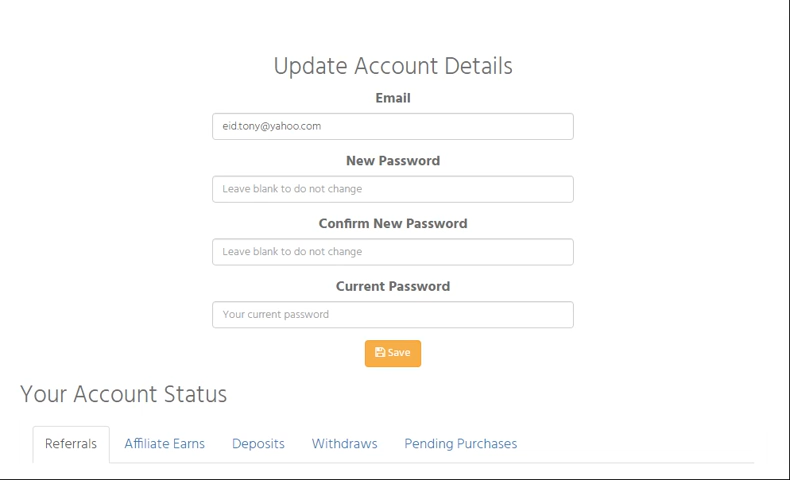 Update Account Details
Email
eid.tony@yahoo.com
New Password
Leave blank to do not change
Confirm New Password
Leave blank to do not change
Current Password
Your current password
Save
Your Account Status
Referrals Affiliate Earns Deposits Withdraws Pending Purchases